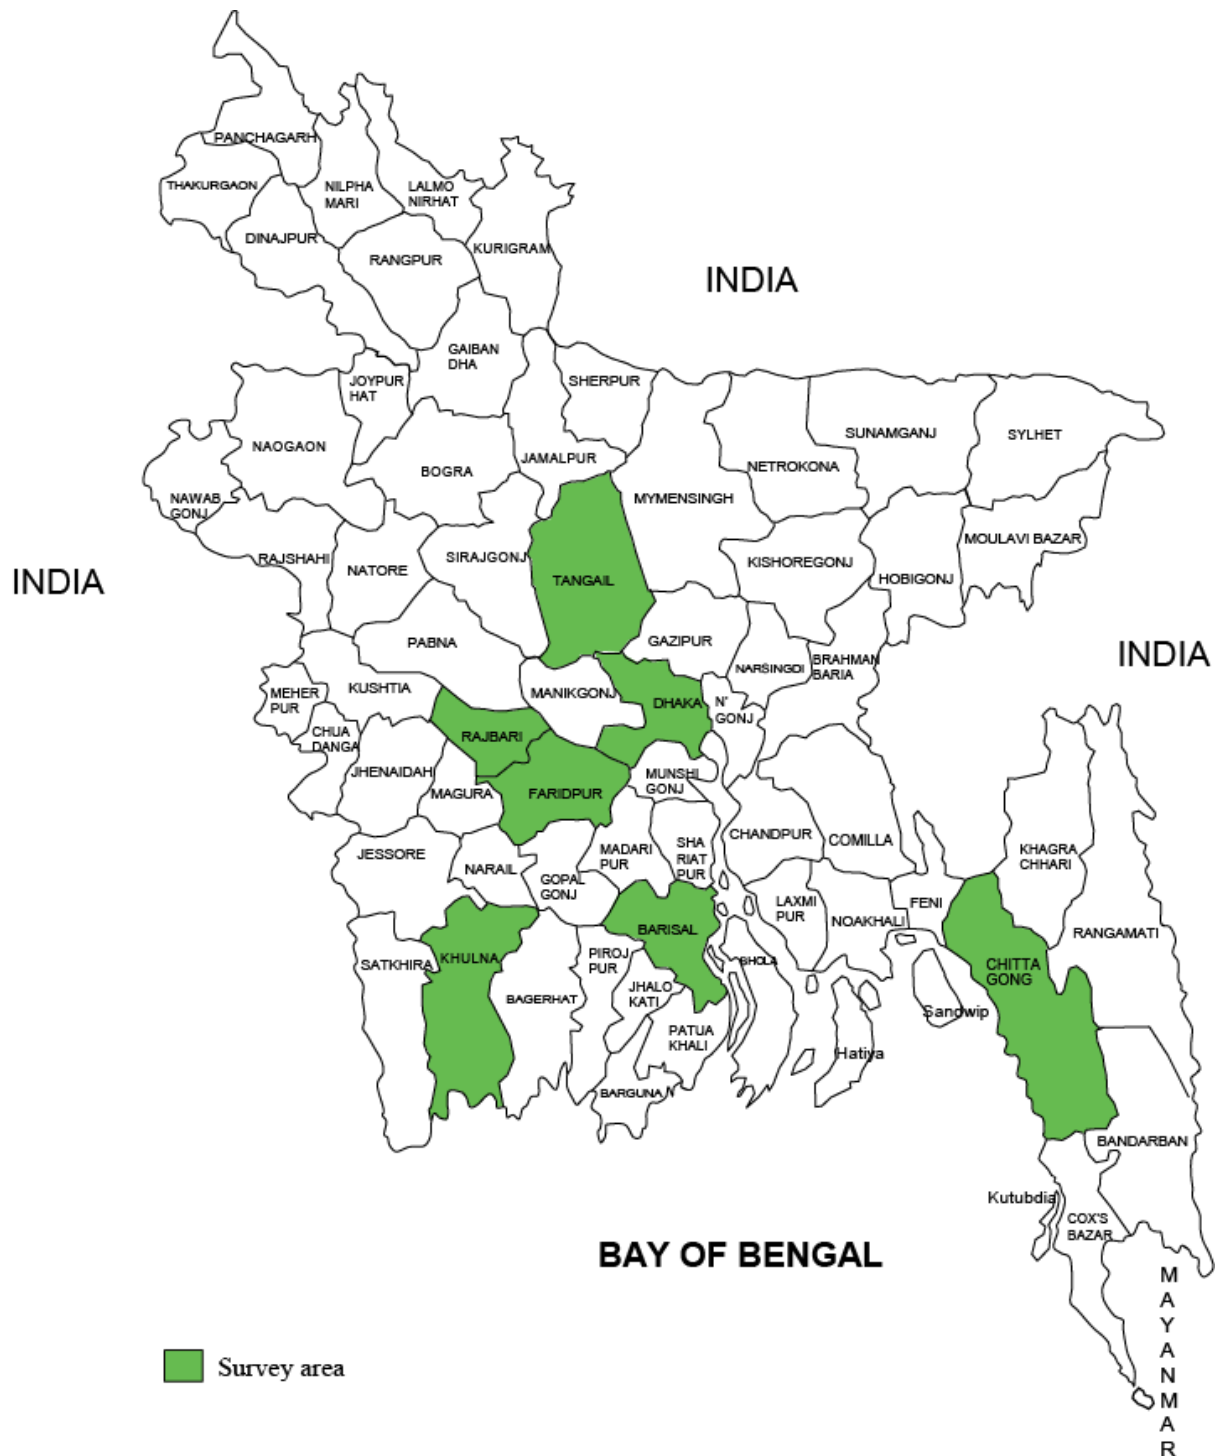 PANCHAGARH
THAKURGAON
NILPHA
MARI
LALMO
NIRHAT
DINAJPUR
RANGPUR
KURIGRAM
INDIA
GAIBAN
DHA
JOYPUR
HAT
SHERPUR
NAOGAON
BOGRA
JAMALPUR
SUNAMGANJ
SYLHET
NETROKONA
NAWAB
GONJ
MYMENSINGH
RAJSHAHI
NATORE
SIRAJGONJ
TANGAIL
KISHOREGONJ
HOBIGONJ
MOULAVI BAZAR
INDIA
PABNA
GAZIPUR
NARSINGDI
BRAHMAN
BARIA
INDIA
MEHER
PUR
KUSHTIA
MANIKGONJ
DHAKA
N'
GONJ
CHUA
DANGA
RAJBARI
JHENAIDAH
MAGURA
FARIDPUR
MUNSHI
GONJ
JESSORE
NARAIL
GOPAL
GONJ
MADARI
PUR
SHA
RIAT
PUR
CHANDPUR
COMILLA
KHAGRA
CHHARI
LAXMI
PUR
NOAKHALI
FENI
RANGAMATI
SATKHIRA
KHULNA
BAGERHAT
PIROJ
PUR
BARISAL
BHOLA
JHALO
KATI
PATUA
KHALI
BARGUNA
Hatiya
Sandwip
CHITTA
GONG
BANDARBAN
Kutubdia
COX'S
BAZAR
BAY OF BENGAL
M
A
Y
A
N
M
A
R
Survey area